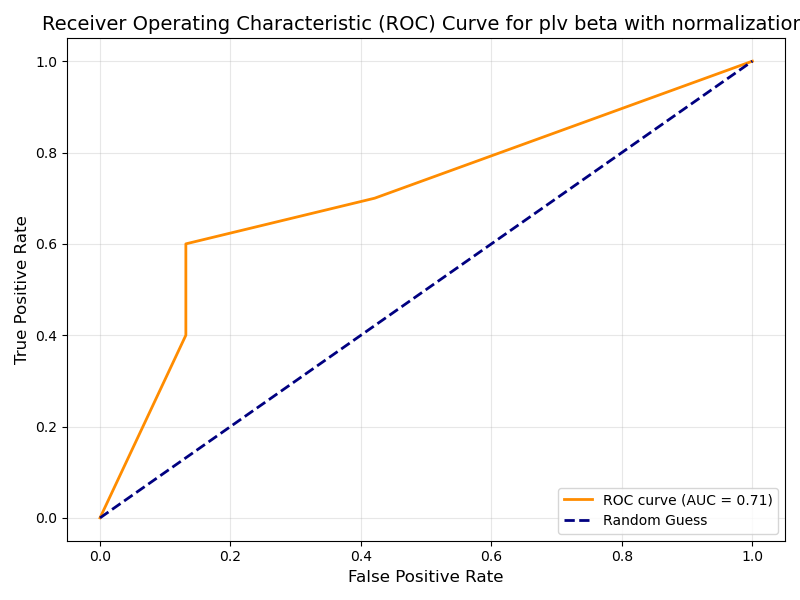 Receiver Operating Characteristic (ROC) Curve for plv beta with normalization
1.0
0.8
0.6
0.4
0.2
0.0
True Positive Rate
0.0 0.2 0.4 0.6 0.8 1.0
False Positive Rate
ROC curve (AUC = 0.71)
Random Guess